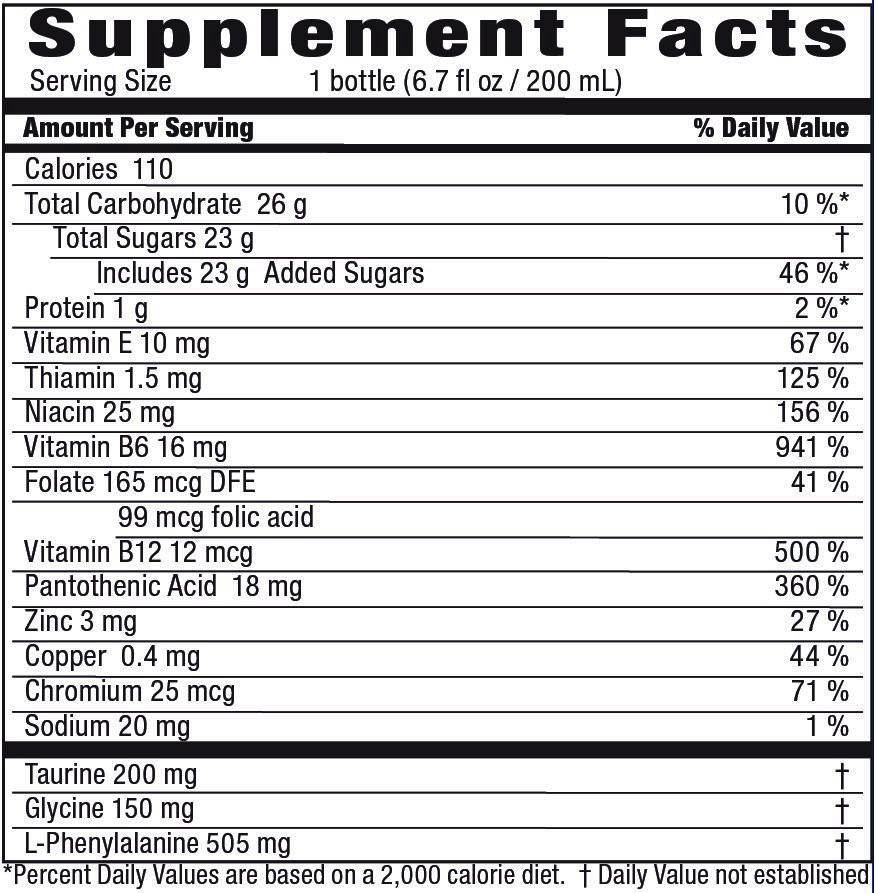 Supplement Facts
Serving Size 1 bottle (6.7 fl oz / 200 mL)
Amount Per Serving % Daily Value
Calories 110
Total Carbohydrate 26 g 10 %*
Total Sugars 23 g †
Includes 23 g Added Sugars 46 %*
Protein 1 g 2 %*
Vitamin E 10 mg 67 %
Thiamin 1.5 mg 125 %
Niacin 25 mg 156 %
Vitamin B6 16 mg 941 %
Folate 165 mcg DFE 41 %
99 mcg folic acid
Vitamin B12 12 mcg 500 %
Pantothenic Acid 18 mg 360 %
Zinc 3 mg 27 %
Copper 0.4 mg 44 %
Chromium 25 mcg 71 %
Sodium 20 mg 1 %
Taurine 200 mg †
Glycine 150 mg †
L-Phenylalanine 505 mg †
*Percent Daily Values are based on a 2,000 calorie diet. † Daily Value not established